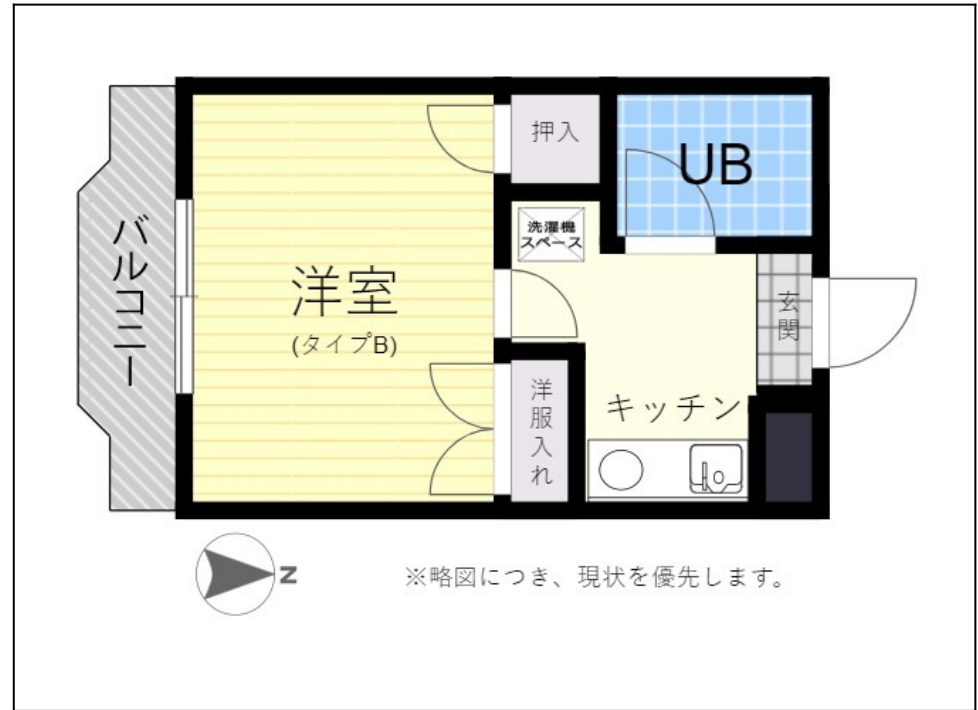 押入
UB
洗濯機
スペース
バルコニー
洋室
(タイプB)
玄関
洋服入れ
キッチン
N
※略図につき、現状を優先します。